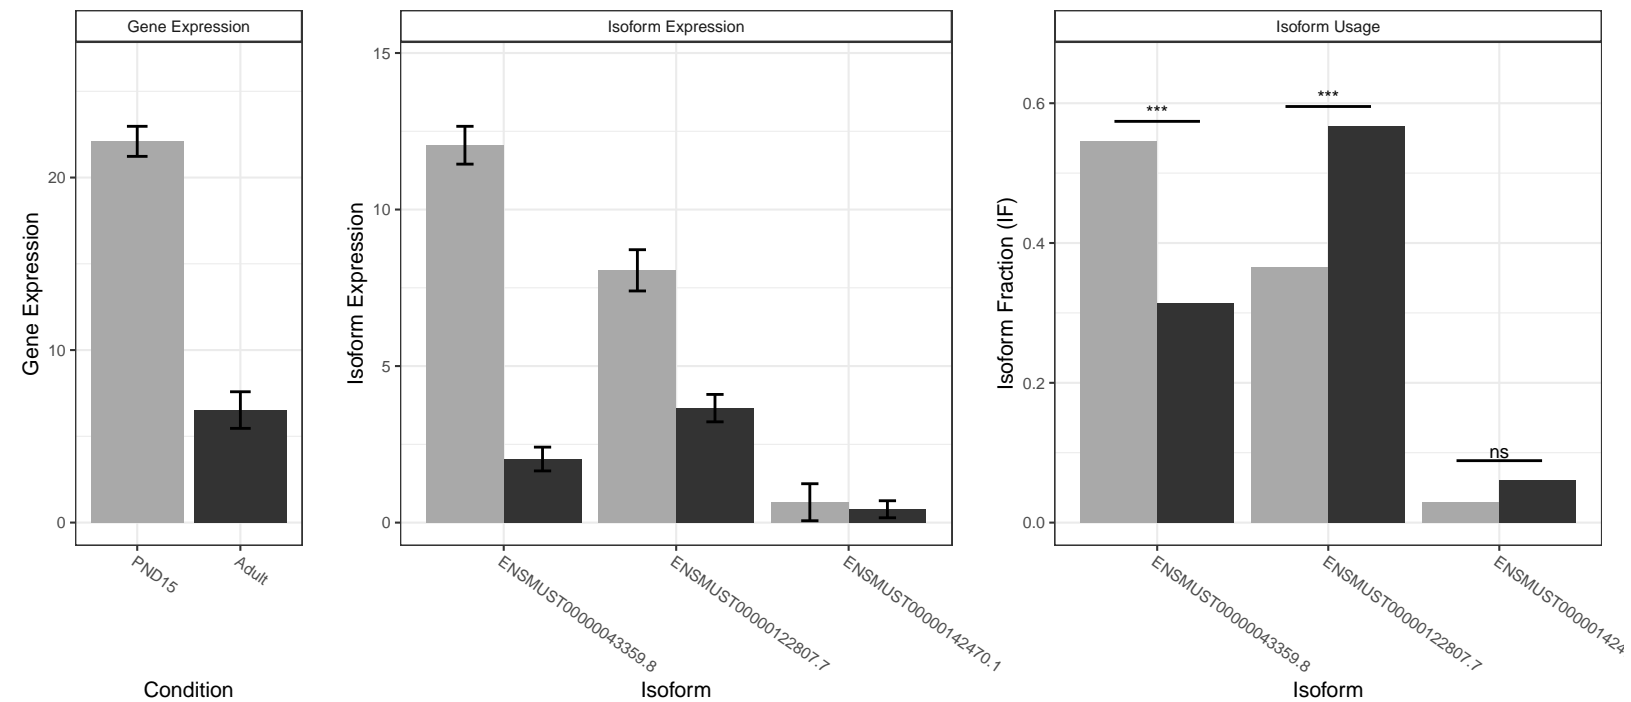 Gene Expression
Isoform Expression
Isoform Usage
Gene Expression
20
10
0
PND15
Adult
Condition
Isoform Expression
15
10
5
0
ENSMUST00000043359.8
ENSMUST00000122807.7
ENSMUST00000142470.1
Isoform
Isoform Fraction (IF)
0.6
0.4
0.2
0.0
***
***
ns
ENSMUST00000043359.8
ENSMUST00000122807.7
ENSMUST000001424
Isoform